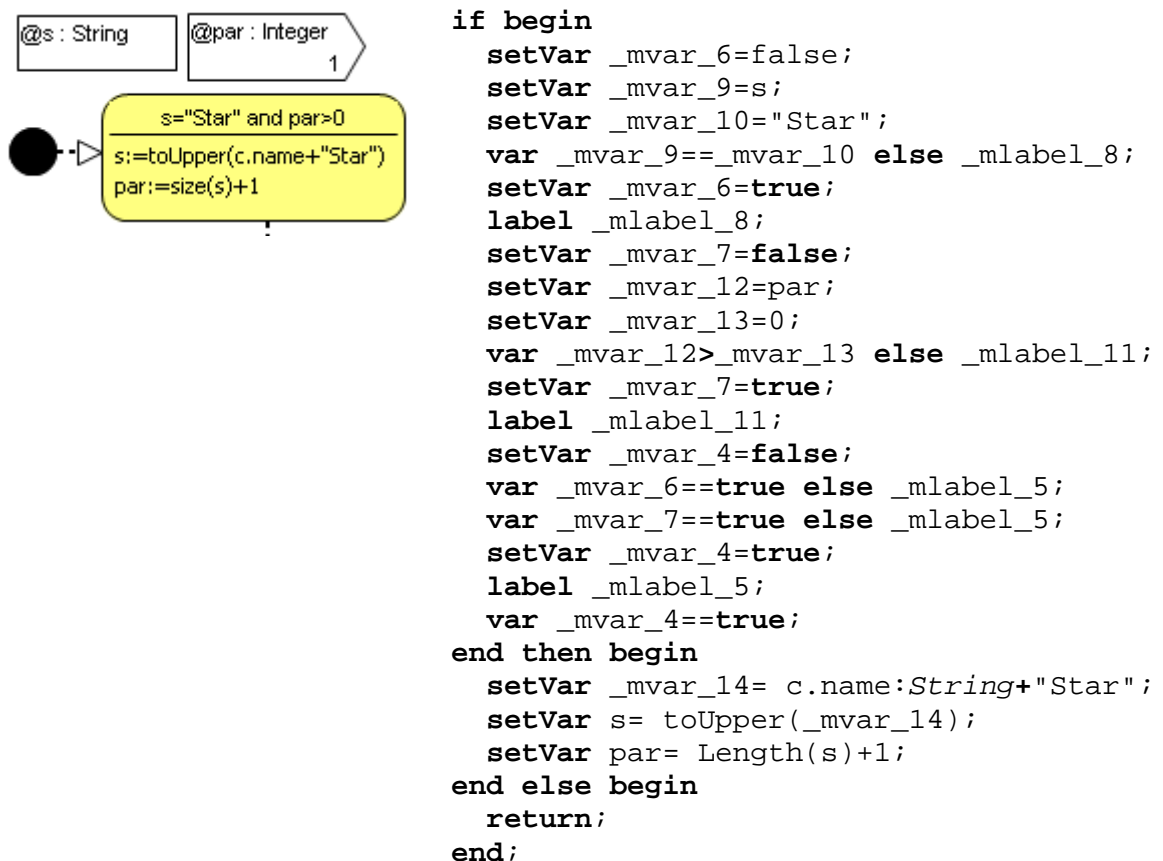 @s : String
@par : Integer
1
s="Star" and par>0
s:=toUpper(c.name+"Star")
par:=size(s)+1
if begin
setVar _mvar_6=false;
setVar _mvar_9=s;
setVar _mvar_10="Star";
var _mvar_9==_mvar_10 else _mlabel_8;
setVar _mvar_6=true;
label _mlabel_8;
setVar _mvar_7=false;
setVar _mvar_12=par;
setVar _mvar_13=0;
var _mvar_12>_mvar_13 else _mlabel_11;
setVar _mvar_7=true;
label _mlabel_11;
setVar _mvar_4=false;
var _mvar_6==true else _mlabel_5;
var _mvar_7==true else _mlabel_5;
setVar _mvar_4=true;
label _mlabel_5;
var _mvar_4==true;
end then begin
setVar _mvar_14= c.name:String+"Star";
setVar s= toUpper(_mvar_14);
setVar par= Length(s)+1;
end else begin
return;
end;